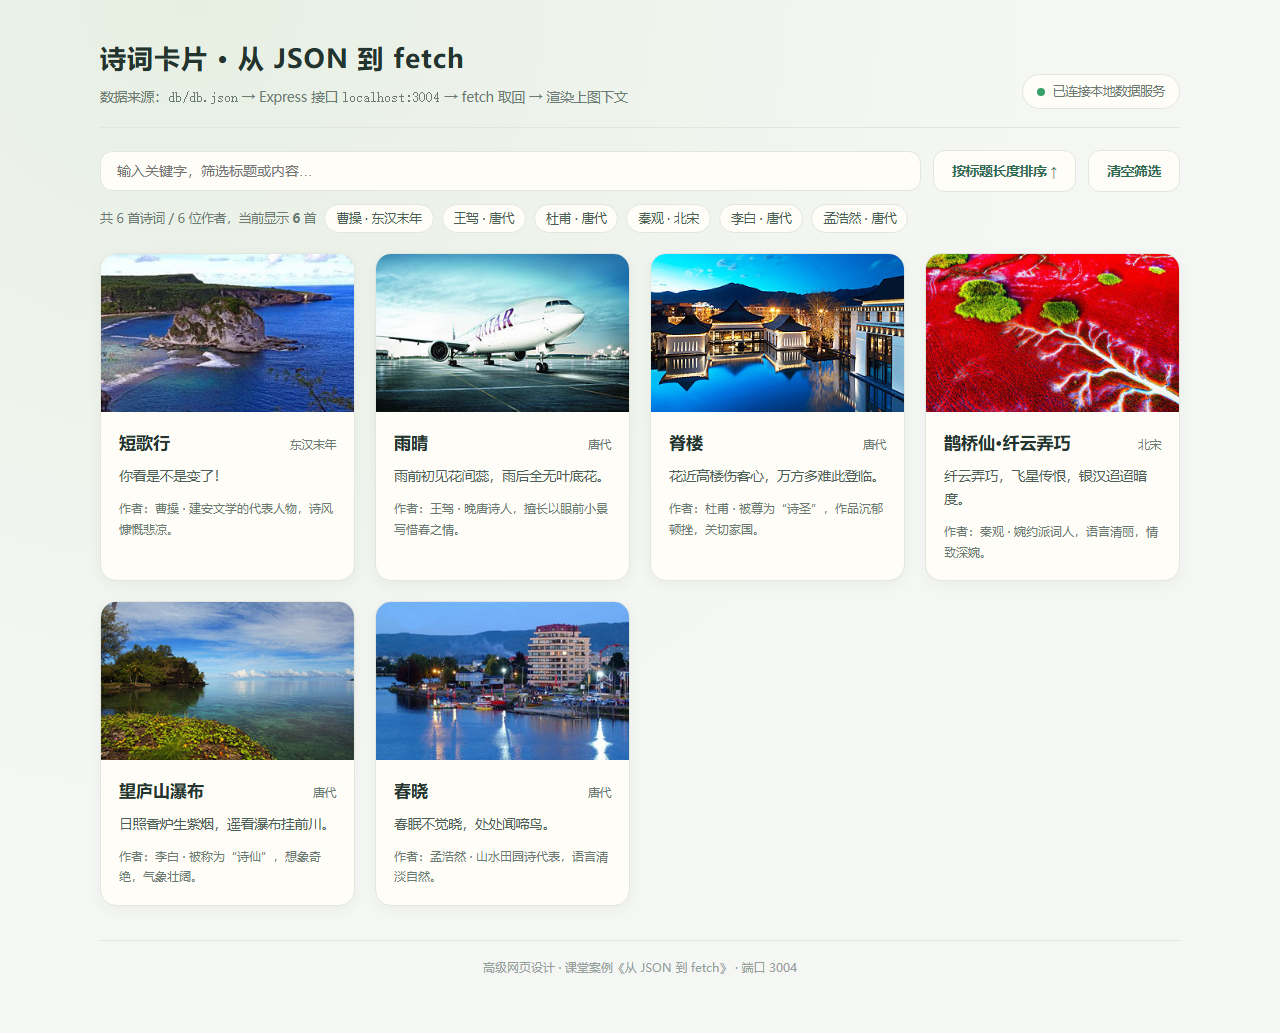 诗词卡片 · 从 JSON 到 fetch
数据来源：db/db.json → Express 接口 localhost:3004 → fetch 取回 → 渲染上图下文
已连接本地数据服务
输入关键字，筛选标题或内容...
按标题长度排序 ↑
清空筛选
共 6 首诗词 / 6 位作者，当前显示 6 首
曹操 · 东汉末年
王驾 · 唐代
杜甫 · 唐代
秦观 · 北宋
李白 · 唐代
孟浩然 · 唐代
QATAR
短歌行
东汉末年
你看是不是变了！
作者：曹操 · 建安文学的代表人物，诗风
慷慨悲凉。
雨晴
唐代
雨前初见花间蕊，雨后全无叶底花。
作者：王驾 · 晚唐诗人，擅长以眼前小景
写惜春之情。
脊楼
唐代
花近高楼伤客心，万方多难此登临。
作者：杜甫 · 被尊为“诗圣”，作品沉郁
顿挫，关切家国。
鹊桥仙·纤云弄巧
北宋
纤云弄巧，飞星传恨，银汉迢迢暗
度。
作者：秦观 · 婉约派词人，语言清丽，情
致深婉。
望庐山瀑布
唐代
日照香炉生紫烟，遥看瀑布挂前川。
作者：李白 · 被称为“诗仙”，想象奇
绝，气象壮阔。
春晓
唐代
春眠不觉晓，处处闻啼鸟。
作者：孟浩然 · 山水田园诗代表，语言清
淡自然。
高级网页设计 · 课堂案例《从 JSON 到 fetch》 · 端口 3004